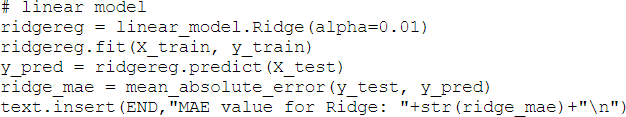 # linear model
ridgereg = linear_model.Ridge(alpha=0.01)
ridgereg.fit(X_train, y_train)
y_pred = ridgereg.predict(X_test)
ridge_mae = mean_absolute_error(y_test, y_pred)
text.insert(END,"MAE value for Ridge: "+str(ridge_mae)+"\n")